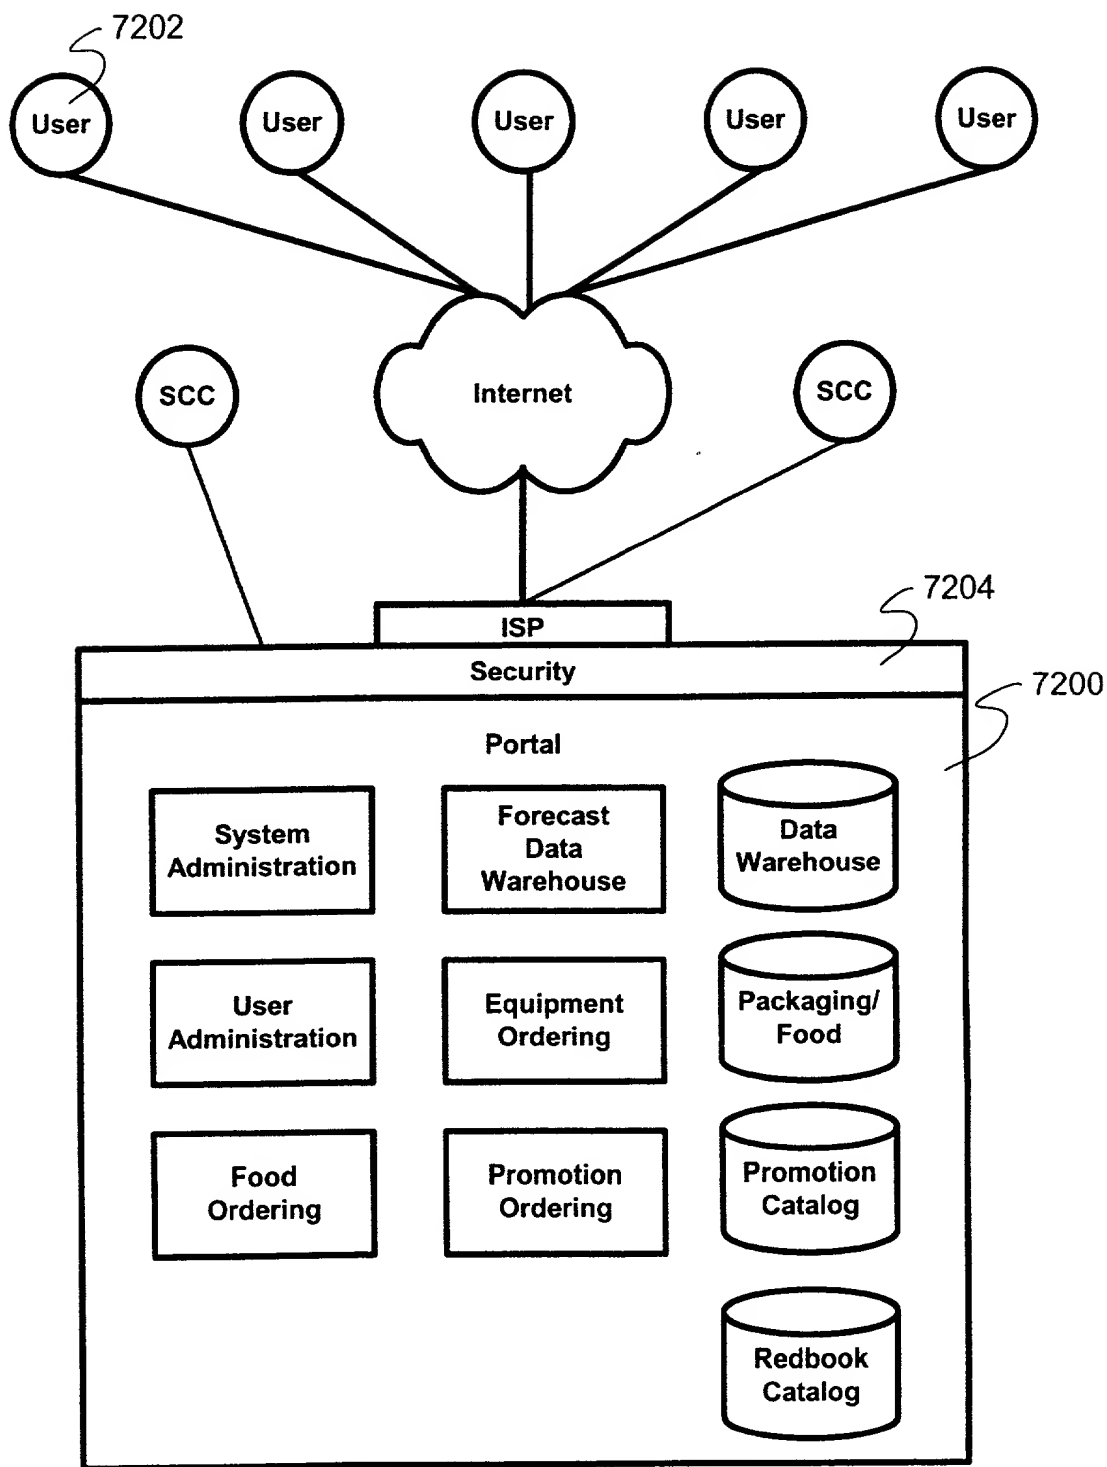 7202
User
User
User
User
User
SCC
Internet
SCC
7204
ISP
Security
7200
Portal
System
Administration
Forecast
Data
Warehouse
Data
Warehouse
User
Administration
Equipment
Ordering
Packaging/
Food
Food
Ordering
Promotion
Ordering
Promotion
Catalog
Redbook
Catalog